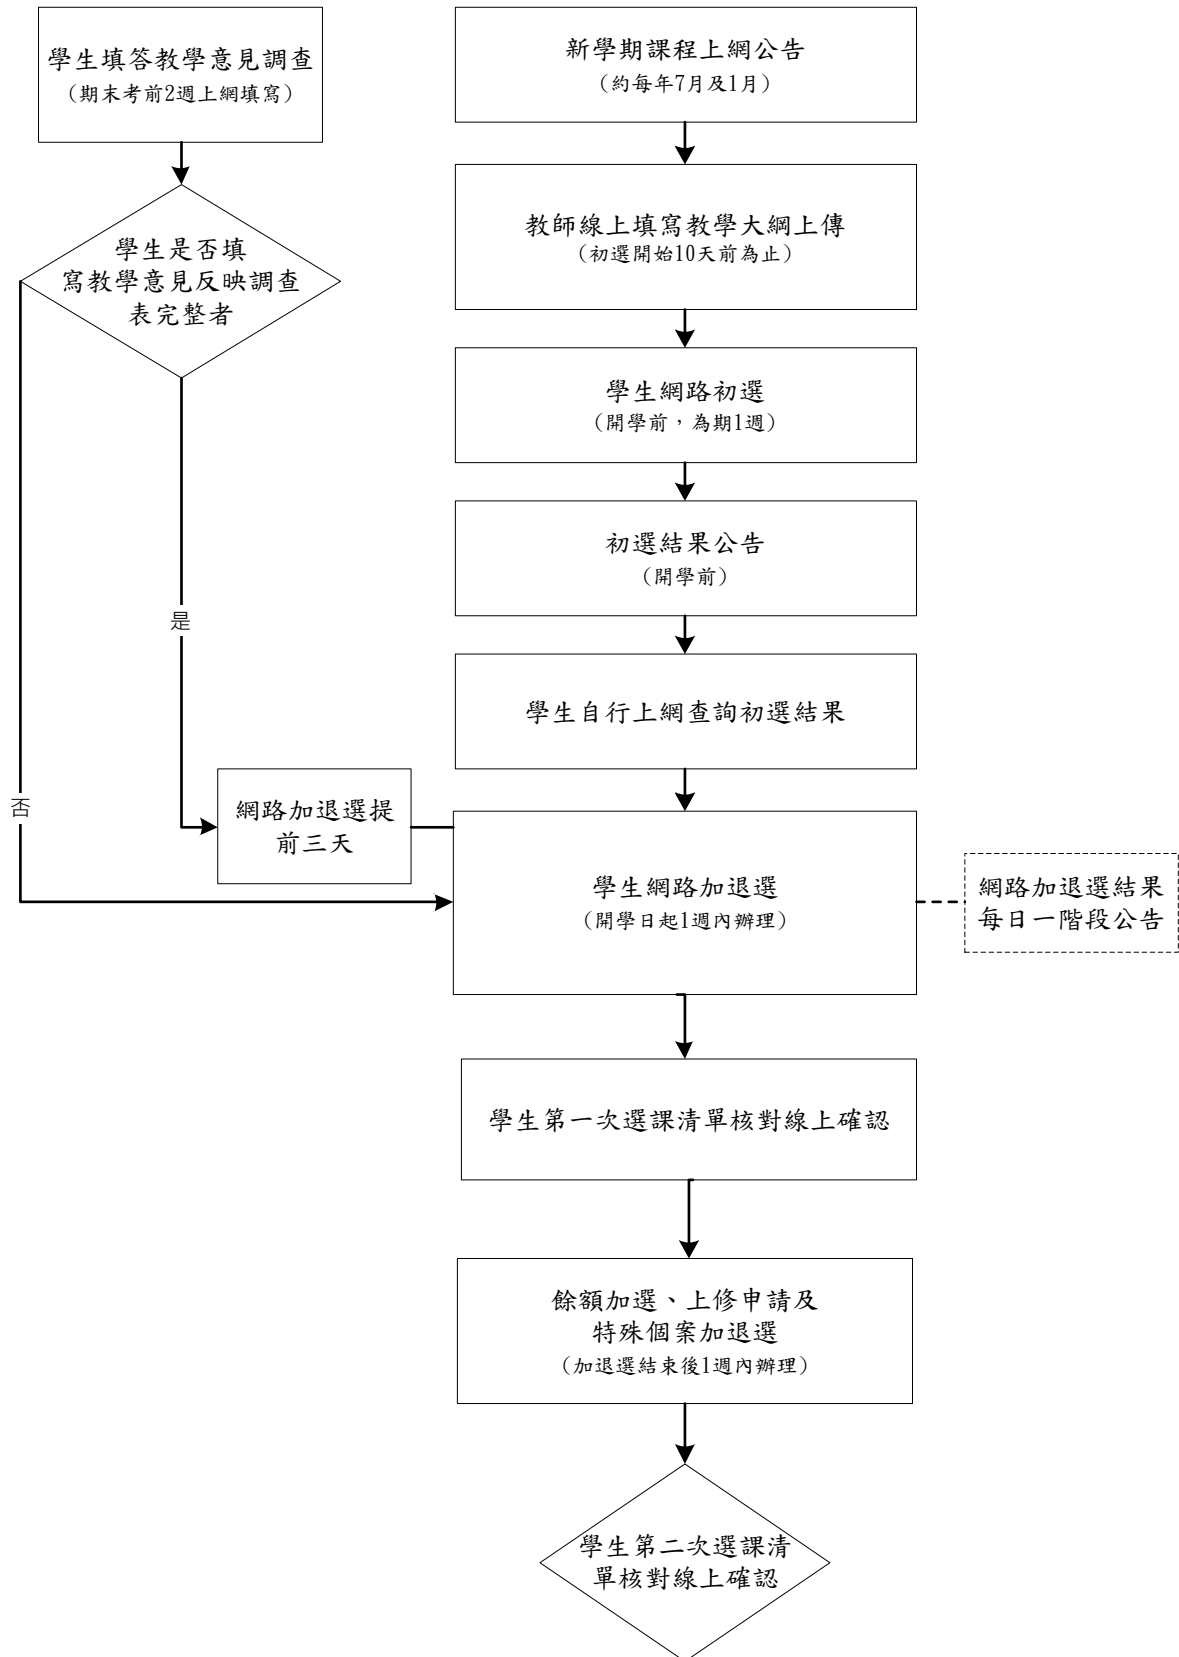 學生填答教學意見調查
（期末考前2週上網填寫）
學生是否填
寫教學意見反映調查
表完整者
是
否
網路加退選提
前三天
新學期課程上網公告
（約每年7月及1月）
教師線上填寫教學大綱上傳
（初選開始10天前為止）
學生網路初選
（開學前，為期1週）
初選結果公告
（開學前）
學生自行上網查詢初選結果
學生網路加退選
（開學日起1週內辦理）
網路加退選結果
每日一階段公告
學生第一次選課清單核對線上確認
餘額加選、上修申請及
特殊個案加退選
（加退選結束後1週內辦理）
學生第二次選課清
單核對線上確認